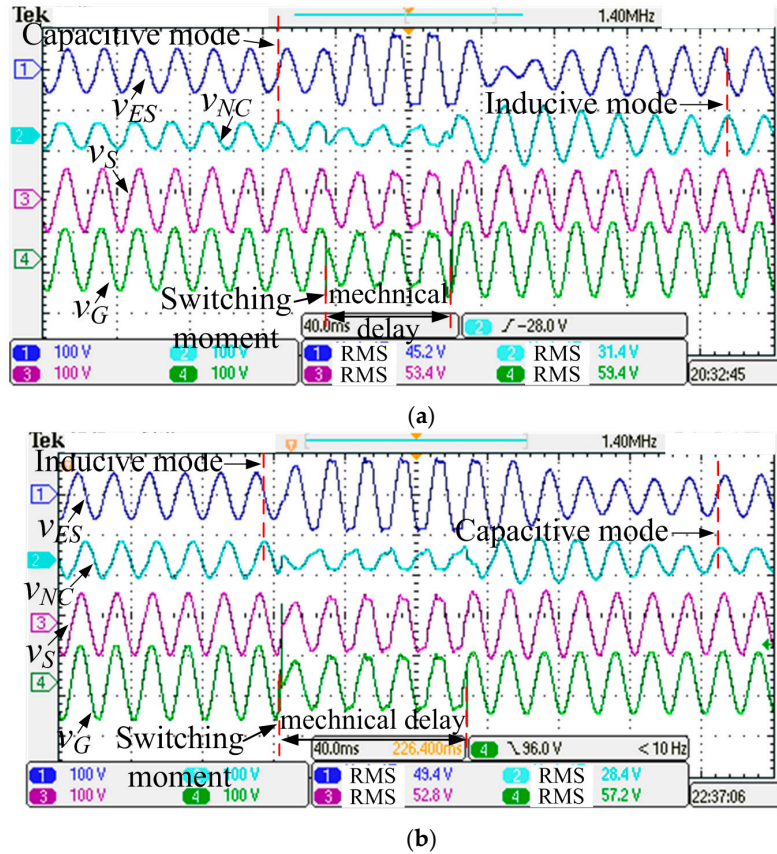 Tek 1.40MHz
Capacitive mode
1
v_ES
v_NC
Inducive mode
2
v_S
3
4
v_G
Switching moment
mechnical delay
40.0ms 2 -28.0 V
1 100 V 2 100 V 1 RMS 45.2 V 2 RMS 31.4 V
3 100 V 4 100 V 3 RMS 53.4 V 4 RMS 59.4 V 20:32:45
(a)
Tek 1.40MHz
Inducive mode
1
v_ES
Capacitive mode
2
v_NC
3
v_S
4
v_G
Switching moment
mechnical delay
40.0ms 226.400ms 4 96.0 V < 10 Hz
1 100 V 2 100 V 1 RMS 49.4 V 2 RMS 28.4 V
3 100 V 4 100 V 3 RMS 52.8 V 4 RMS 57.2 V 22:37:06
(b)